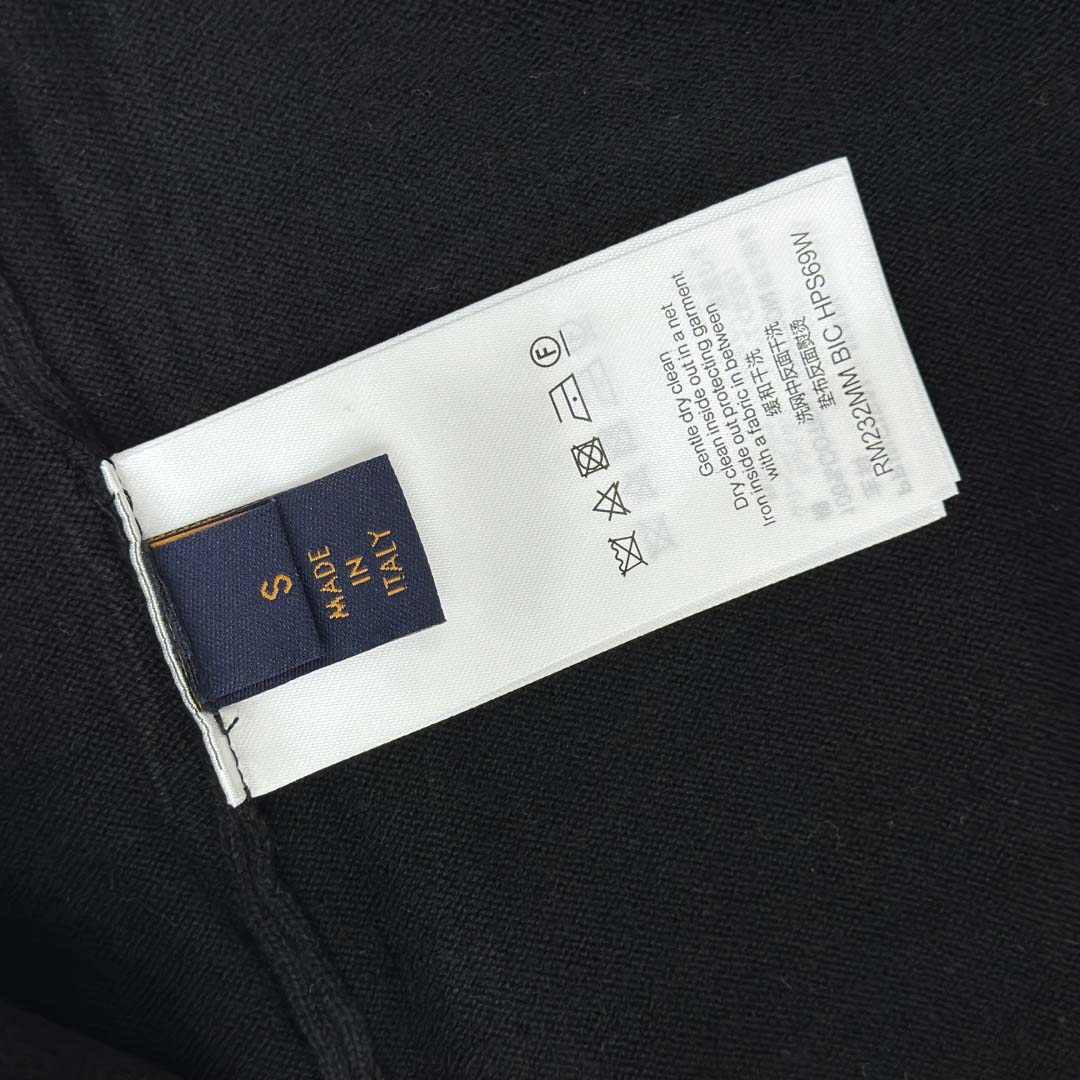 S
MADE
IN
ITALY
F
Gentle dry clean
Dry clean inside out in a net
Iron inside out protecting garment
with a fabric in between
缓和干洗
洗网中反面干洗
垫布反面熨烫
RM232MM BIC HPS69W